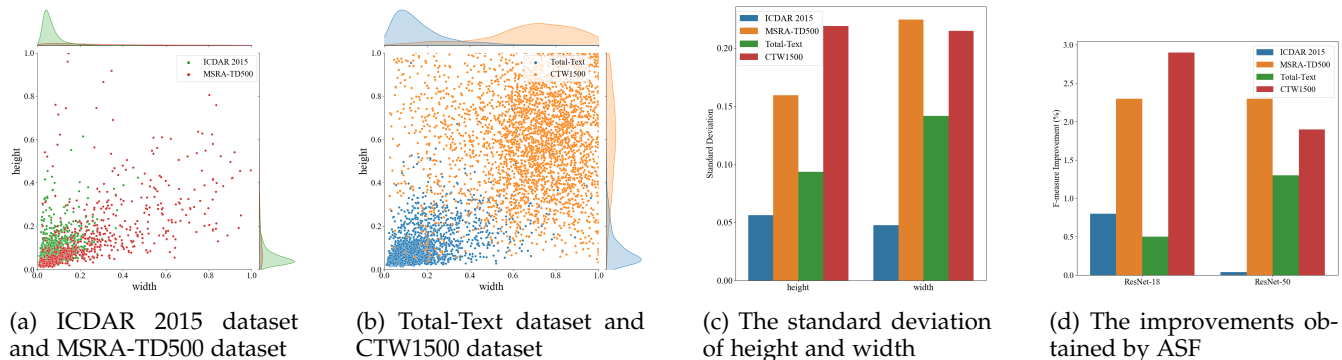 ICDAR 2015
MSRA-TD500
height
1.0
0.8
0.6
0.4
0.2
0.0
0.0 0.2 0.4 0.6 0.8 1.0
width
(a) ICDAR 2015 dataset
and MSRA-TD500 dataset
Total-Text
CTW1500
height
1.0
0.8
0.6
0.4
0.2
0.0
0.0 0.2 0.4 0.6 0.8 1.0
width
(b) Total-Text dataset and
CTW1500 dataset
ICDAR 2015
MSRA-TD500
Total-Text
CTW1500
Standard Deviation
0.20
0.15
0.10
0.05
0.00
height width
(c) The standard deviation
of height and width
ICDAR 2015
MSRA-TD500
Total-Text
CTW1500
F-measure Improvement (%)
3.0
2.5
2.0
1.5
1.0
0.5
0.0
ResNet-18 ResNet-50
(d) The improvements ob-
tained by ASF